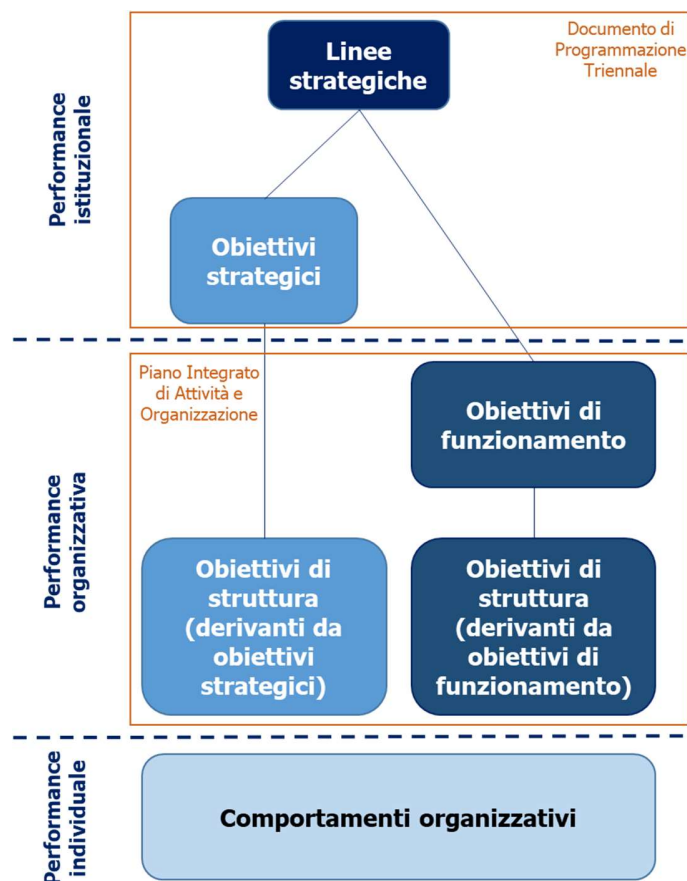 Documento di
Programmazione
Triennale
Linee
strategiche
Performance
istituzionale
Obiettivi
strategici
Piano Integrato
di Attività e
Organizzazione
Obiettivi di
funzionamento
Performance
organizzativa
Obiettivi di
struttura
(derivanti da
obiettivi
strategici)
Obiettivi di
struttura
(derivanti da
obiettivi di
funzionamento)
Performance
individuale
Comportamenti organizzativi